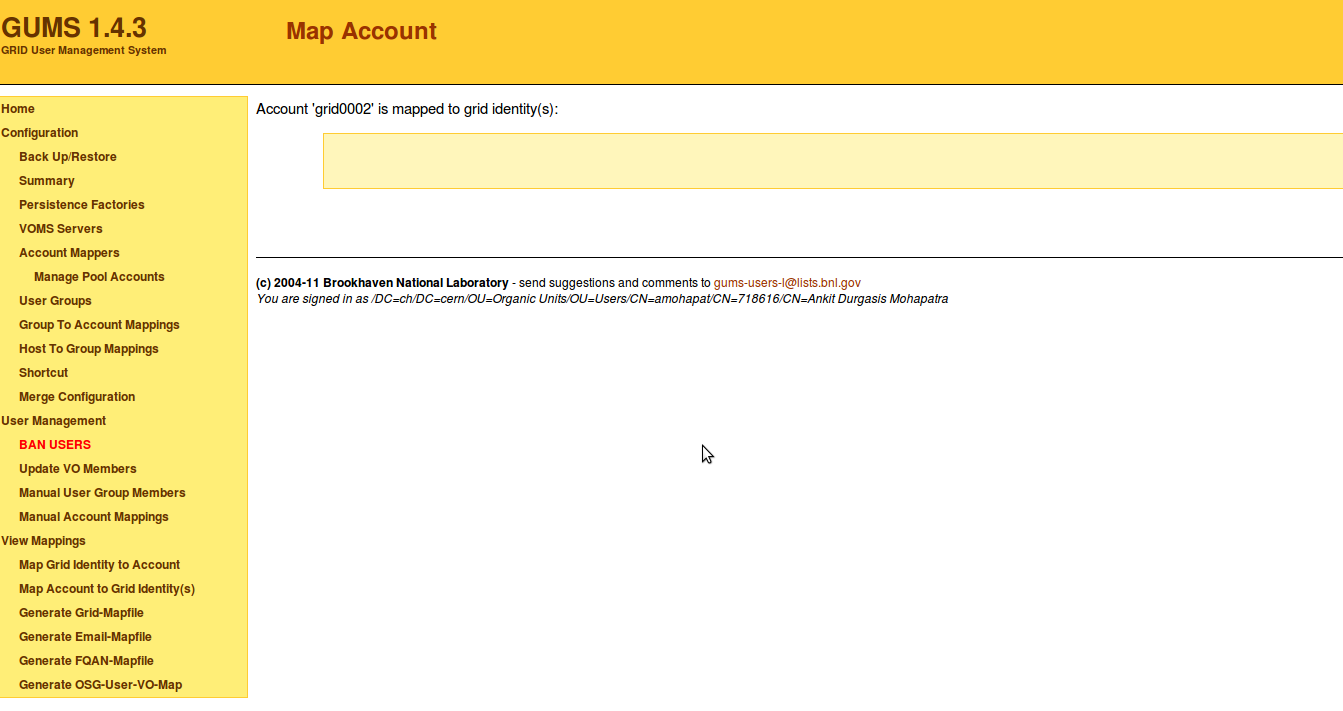 GUMS 1.4.3
GRID User Management System
Map Account
Home
Configuration
Back Up/Restore
Summary
Persistence Factories
VOMS Servers
Account Mappers
Manage Pool Accounts
User Groups
Group To Account Mappings
Host To Group Mappings
Shortcut
Merge Configuration
User Management
BAN USERS
Update VO Members
Manual User Group Members
Manual Account Mappings
View Mappings
Map Grid Identity to Account
Map Account to Grid Identity(s)
Generate Grid-Mapfile
Generate Email-Mapfile
Generate FQAN-Mapfile
Generate OSG-User-VO-Map
Account 'grid0002' is mapped to grid identity(s):
(c) 2004-11 Brookhaven National Laboratory - send suggestions and comments to gums-users-l@lists.bnl.gov
You are signed in as /DC=ch/DC=cern/OU=Organic Units/OU=Users/CN=amohapat/CN=718616/CN=Ankit Durgasis Mohapatra